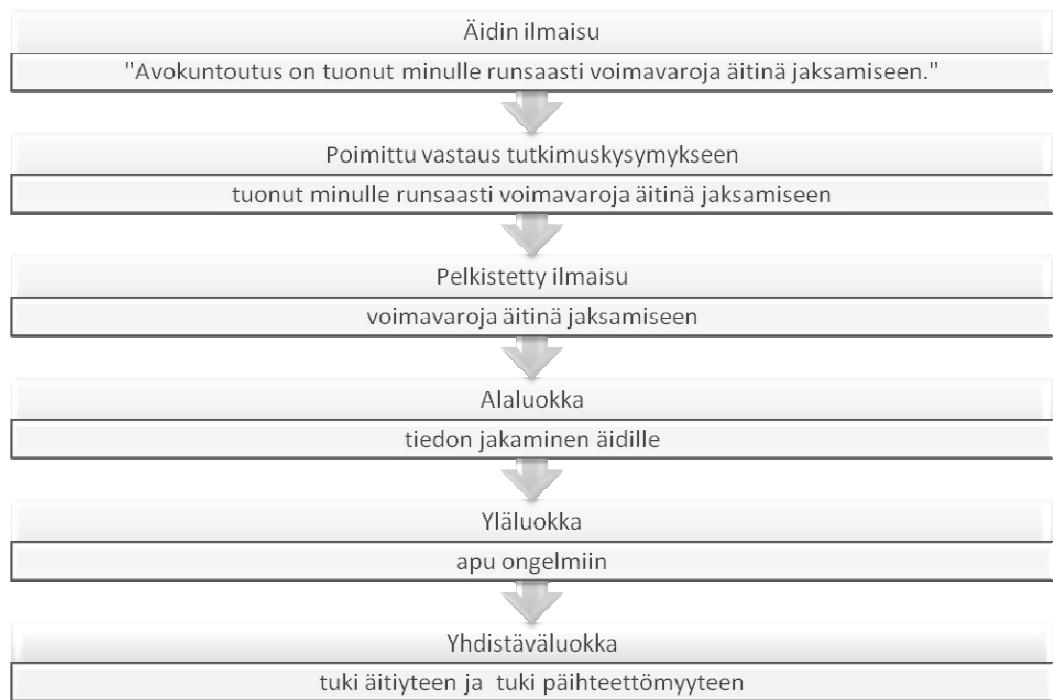 Äidin ilmaisu
"Avokuntoutus on tuonut minulle runsaasti voimavaroja äitinä jaksamiseen."
Poimittu vastaus tutkimuskysymykseen
tuonut minulle runsaasti voimavaroja äitinä jaksamiseen
Pelkistetty ilmaisu
voimavaroja äitinä jaksamiseen
Alaluokka
tiedon jakaminen äidille
Yläluokka
apu ongelmiin
Yhdistäväluokka
tuki äitiyteen ja tuki päihteettömyyteen